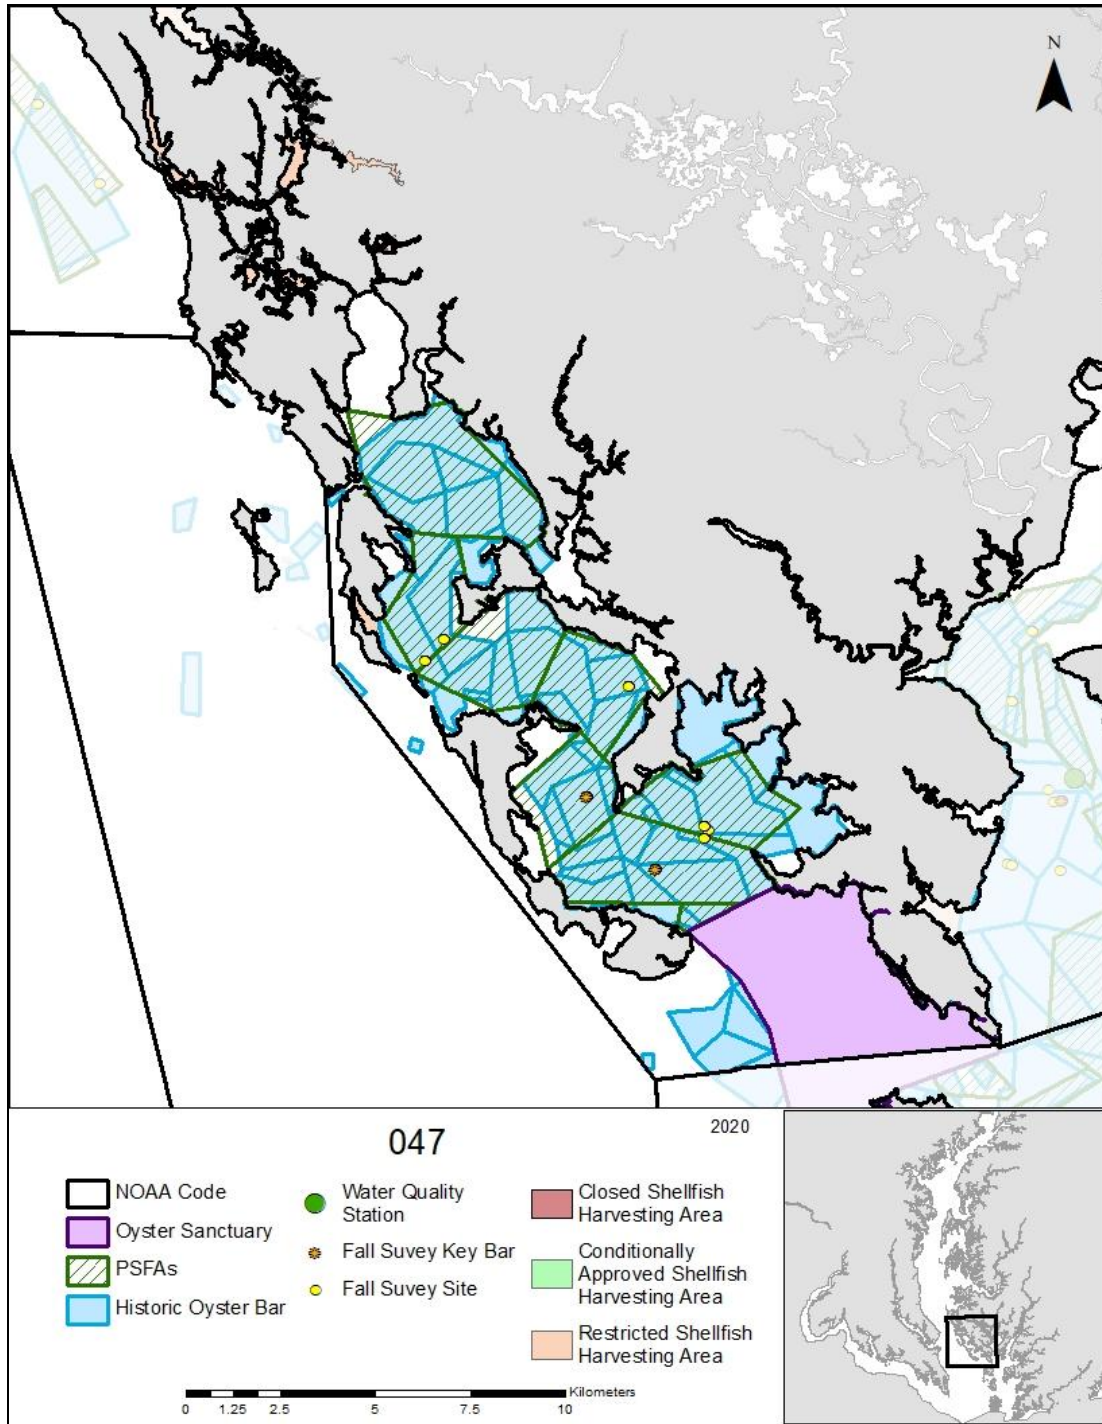 N
047
2020
NOAA Code
Oyster Sanctuary
PSFAs
Historic Oyster Bar
Water Quality
Station
Fall Suvey Key Bar
Fall Suvey Site
Closed Shellfish
Harvesting Area
Conditionally
Approved Shellfish
Harvesting Area
Restricted Shellfish
Harvesting Area
Kilometers
0 1.25 2.5 5 7.5 10